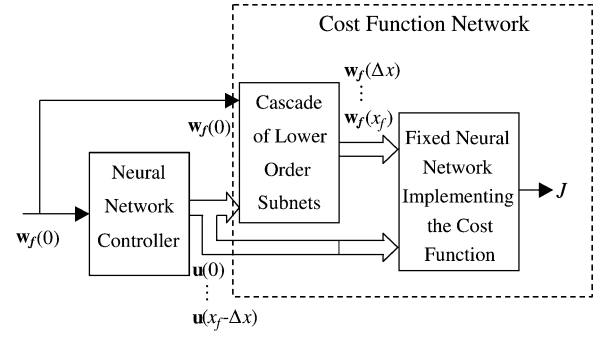 Cost Function Network
w_f(Δx)
⋮
w_f(x_f)
Cascade
of Lower
Order
Subnets
w_f(0)
Fixed Neural
Network
Implementing
the Cost
Function
J
Neural
Network
Controller
w_f(0)
u(0)
⋮
u(x_f-Δx)